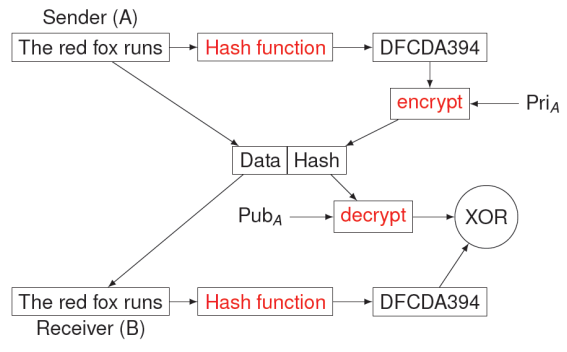 Sender (A)
The red fox runs Hash function DFCDA394
encrypt Pri_A
Data Hash
Pub_A decrypt XOR
The red fox runs Hash function DFCDA394
Receiver (B)